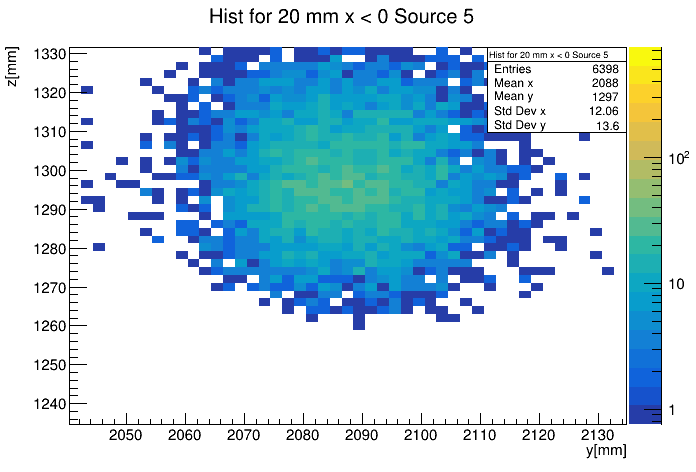 Hist for 20 mm x < 0 Source 5
z[mm]
1330
1320
1310
1300
1290
1280
1270
1260
1250
1240
Hist for 20 mm x < 0 Source 5
Entries 6398
Mean x 2088
Mean y 1297
Std Dev x 12.06
Std Dev y 13.6
10²
10
1
2050 2060 2070 2080 2090 2100 2110 2120 2130
y[mm]